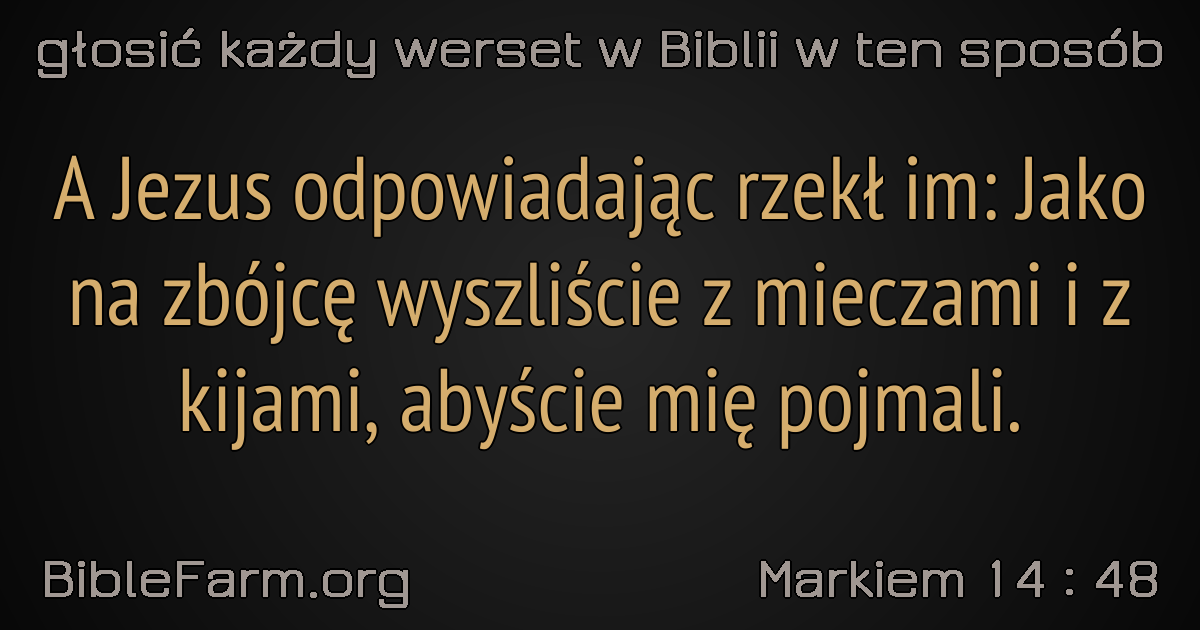 głosić każdy werset w Biblii w ten sposób
A Jezus odpowiadając rzekł im: Jako
na zbójcę wyszliście z mieczami i z
kijami, abyście mię pojmali.
BibleFarm.org
Markiem 14 : 48